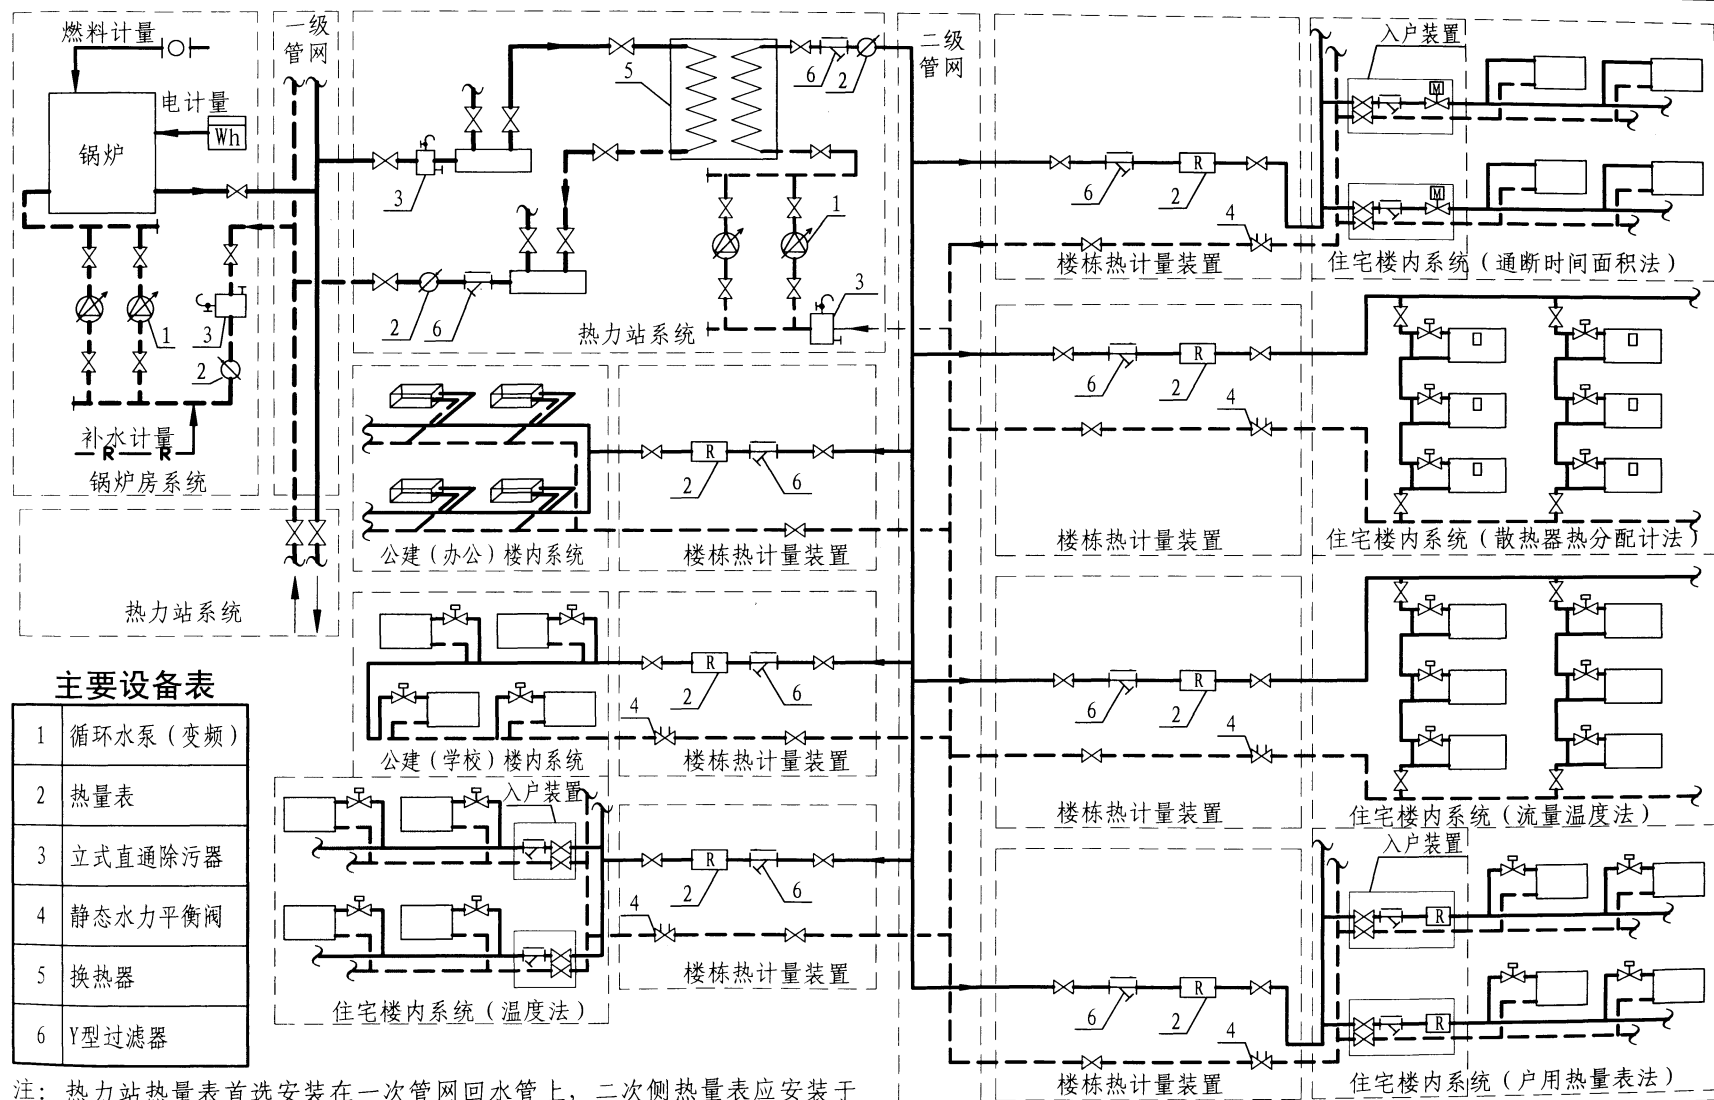 燃料计量
电计量
Wh
锅炉
1
3
2
补水计量
R R
锅炉房系统
一级
管网
热力站系统
5
6
2
3
1
2
6
3
热力站系统
二级
管网
公建(办公)楼内系统
R
2
6
楼栋热计量装置
公建(学校)楼内系统
R
2
6
4
楼栋热计量装置
入户装置
住宅楼内系统(温度法)
R
2
6
4
楼栋热计量装置
6
R
2
4
楼栋热计量装置
入户装置
M
M
住宅楼内系统(通断时间面积法)
6
R
2
4
楼栋热计量装置
住宅楼内系统(散热器热分配计法)
6
R
2
4
楼栋热计量装置
住宅楼内系统(流量温度法)
6
R
2
4
楼栋热计量装置
入户装置
R
R
住宅楼内系统(户用热量表法)
主要设备表
1 循环水泵(变频)
2 热量表
3 立式直通除污器
4 静态水力平衡阀
5 换热器
6 Y型过滤器
注: 热力站热量表首选安装在一次管网回水管上, 二次侧热量表应安装于